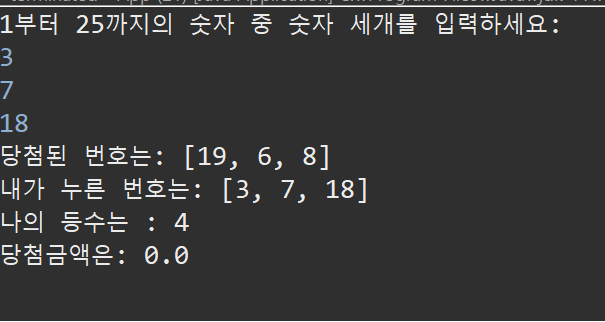 1부터 25까지의 숫자 중 숫자 세개를 입력하세요:
3
7
18
당첨된 번호는: [19, 6, 8]
내가 누른 번호는: [3, 7, 18]
나의 등수는 : 4
당첨금액은: 0.0